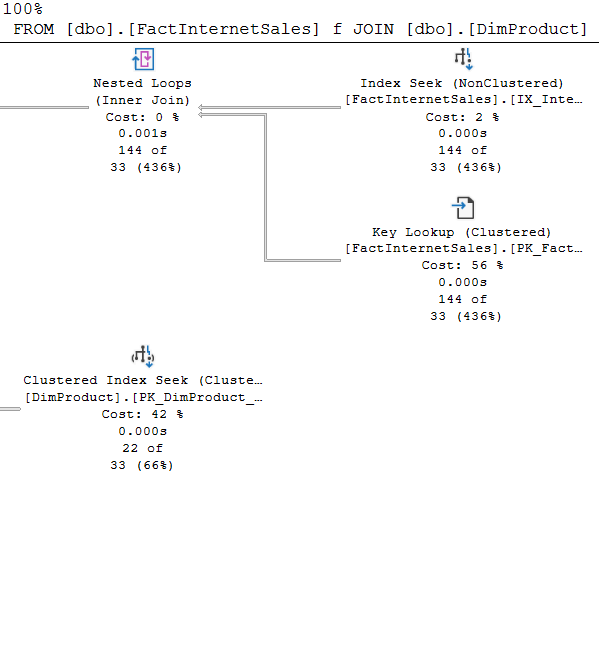 100%
FROM [dbo].[FactInternetSales] f JOIN [dbo].[DimProduct]
Nested Loops
(Inner Join)
Cost: 0 %
0.001s
144 of
33 (436%)
Index Seek (NonClustered)
[FactInternetSales].[IX_Inte…
Cost: 2 %
0.000s
144 of
33 (436%)
Key Lookup (Clustered)
[FactInternetSales].[PK_Fact…
Cost: 56 %
0.000s
144 of
33 (436%)
Clustered Index Seek (Cluste…
[DimProduct].[PK_DimProduct_…
Cost: 42 %
0.000s
22 of
33 (66%)